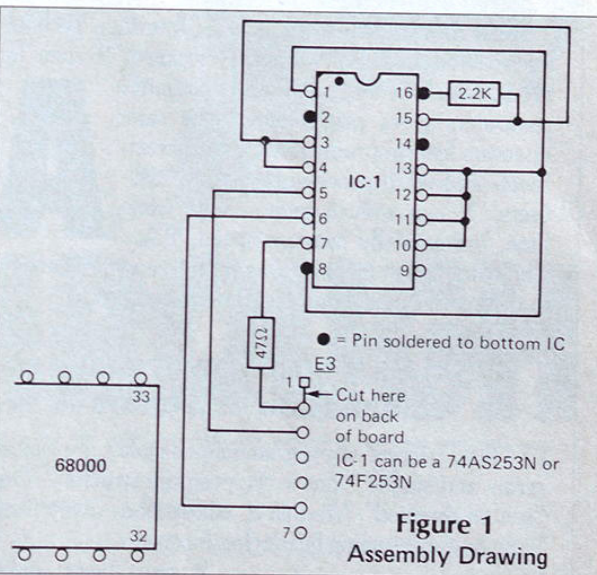 1
2
3
4
5
6
7
8
16
15
14
13
12
11
10
9
IC-1
2.2K
47Ω
● = Pin soldered to bottom IC
E3
1
Cut here
on back
of board
IC-1 can be a 74AS253N or
74F253N
7
33
68000
32
Figure 1
Assembly Drawing